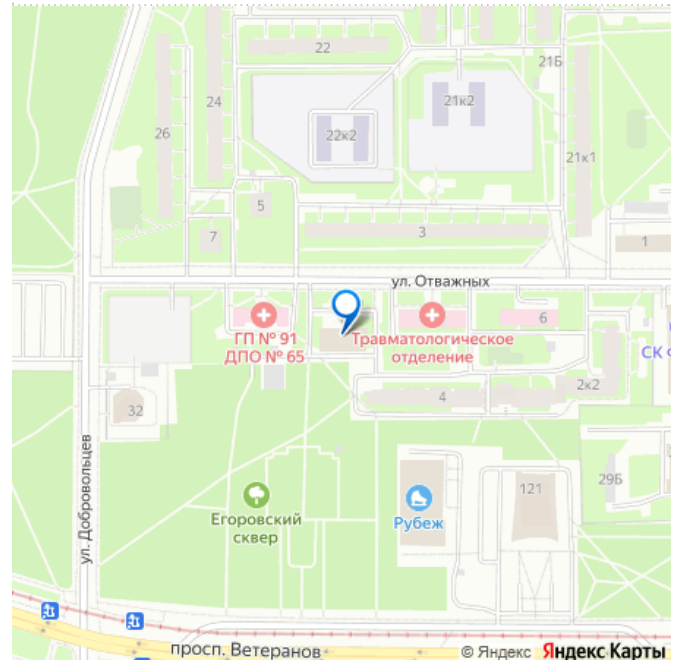 22
21Б
24
21к2
26
22к2
21к1
5
3
7
1
ул. Отважных
ГП № 91
ДПО № 65
Травматологическое
отделение
6
СК
2к2
4
32
ул. Добровольцев
29Б
121
Егоровский
сквер
Рубеж
просп. Ветеранов
© Яндекс Яндекс Карты